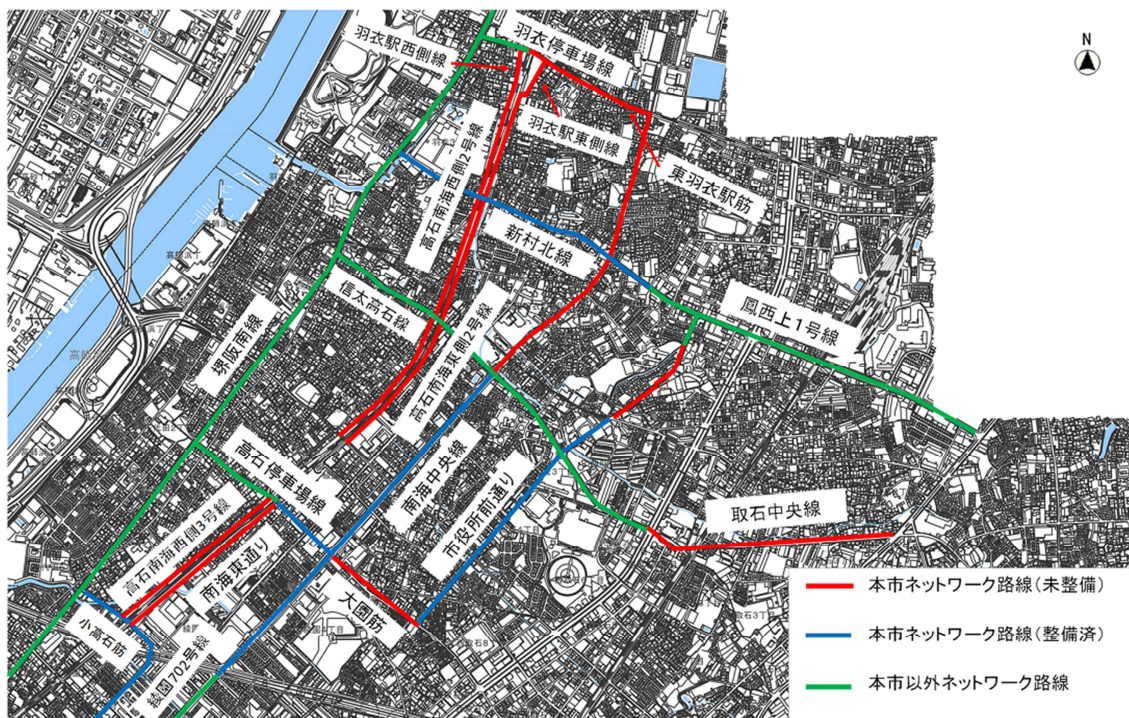 N
羽衣停車場線
羽衣駅西側線
羽衣駅東側線
東羽衣駅筋
高石南海西側2号線
新村北線
信太高石線
堺阪南線
高石南海東側2号線
鳳西上1号線
高石停車場線
南海中央線
市役所前通り
取石中央線
高石南海西側3号線
南海東通り
大園筋
小高石筋
綾園702号線
取石3丁目
本市ネットワーク路線(未整備)
本市ネットワーク路線(整備済)
本市以外ネットワーク路線